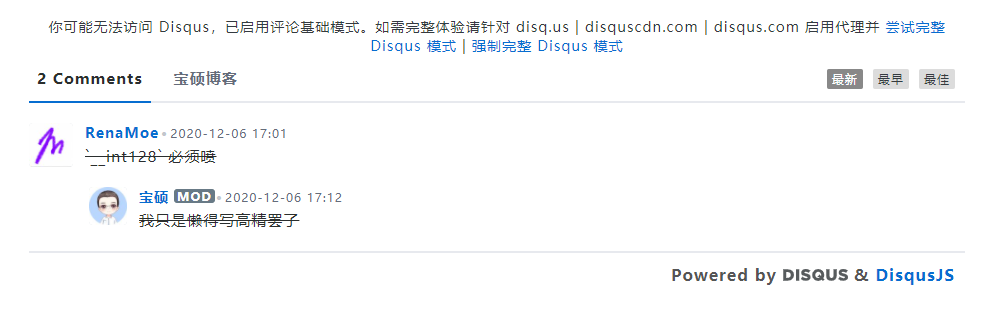 你可能无法访问 Disqus，已启用评论基础模式。如需完整体验请针对 disq.us | disquscdn.com | disqus.com 启用代理并 尝试完整
Disqus 模式 | 强制完整 Disqus 模式
2 Comments 宝硕博客 最新 最早 最佳
RenaMoe • 2020-12-06 17:01
`__int128` 必须喷
宝硕 MOD • 2020-12-06 17:12
我只是懒得写高精罢了
Powered by DISQUS & DisqusJS